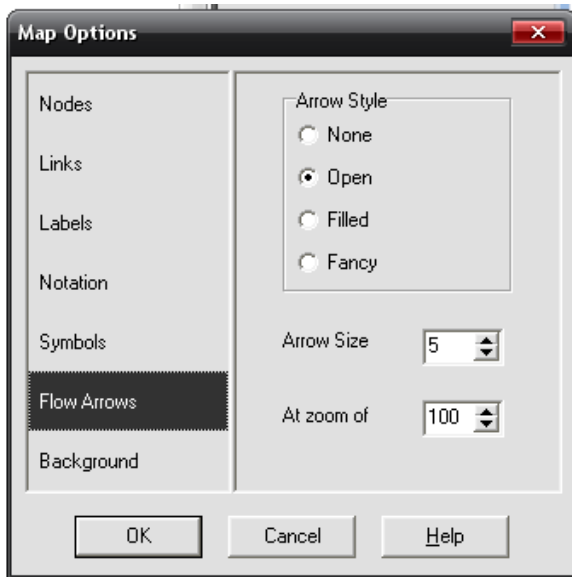 Map Options
Nodes
Links
Labels
Notation
Symbols
Flow Arrows
Background
Arrow Style
None
Open
Filled
Fancy
Arrow Size 5
At zoom of 100
OK Cancel Help